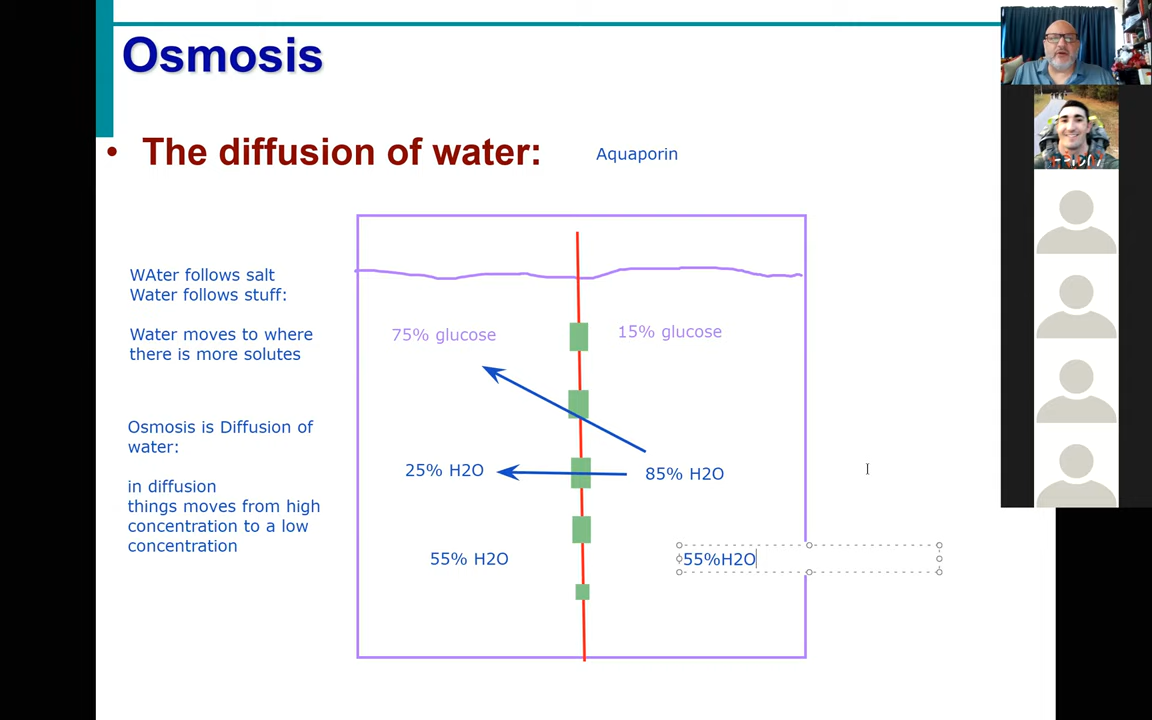 Osmosis
• The diffusion of water:
Aquaporin
WAter follows salt
Water follows stuff:
Water moves to where
there is more solutes
Osmosis is Diffusion of
water:
in diffusion
things moves from high
concentration to a low
concentration
75% glucose
15% glucose
25% H2O
85% H2O
55% H2O
55%H2O